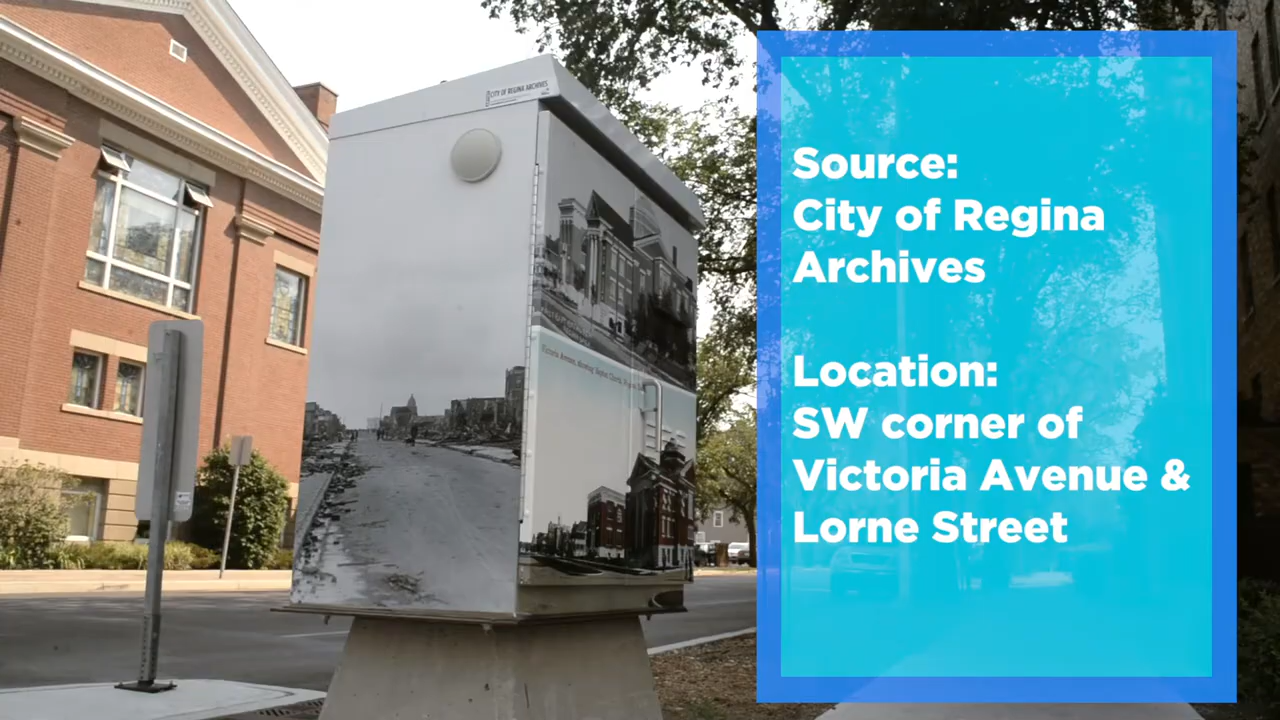 CITY OF REGINA ARCHIVES
Source:
City of Regina
Archives
Location:
SW corner of
Victoria Avenue &
Lorne Street